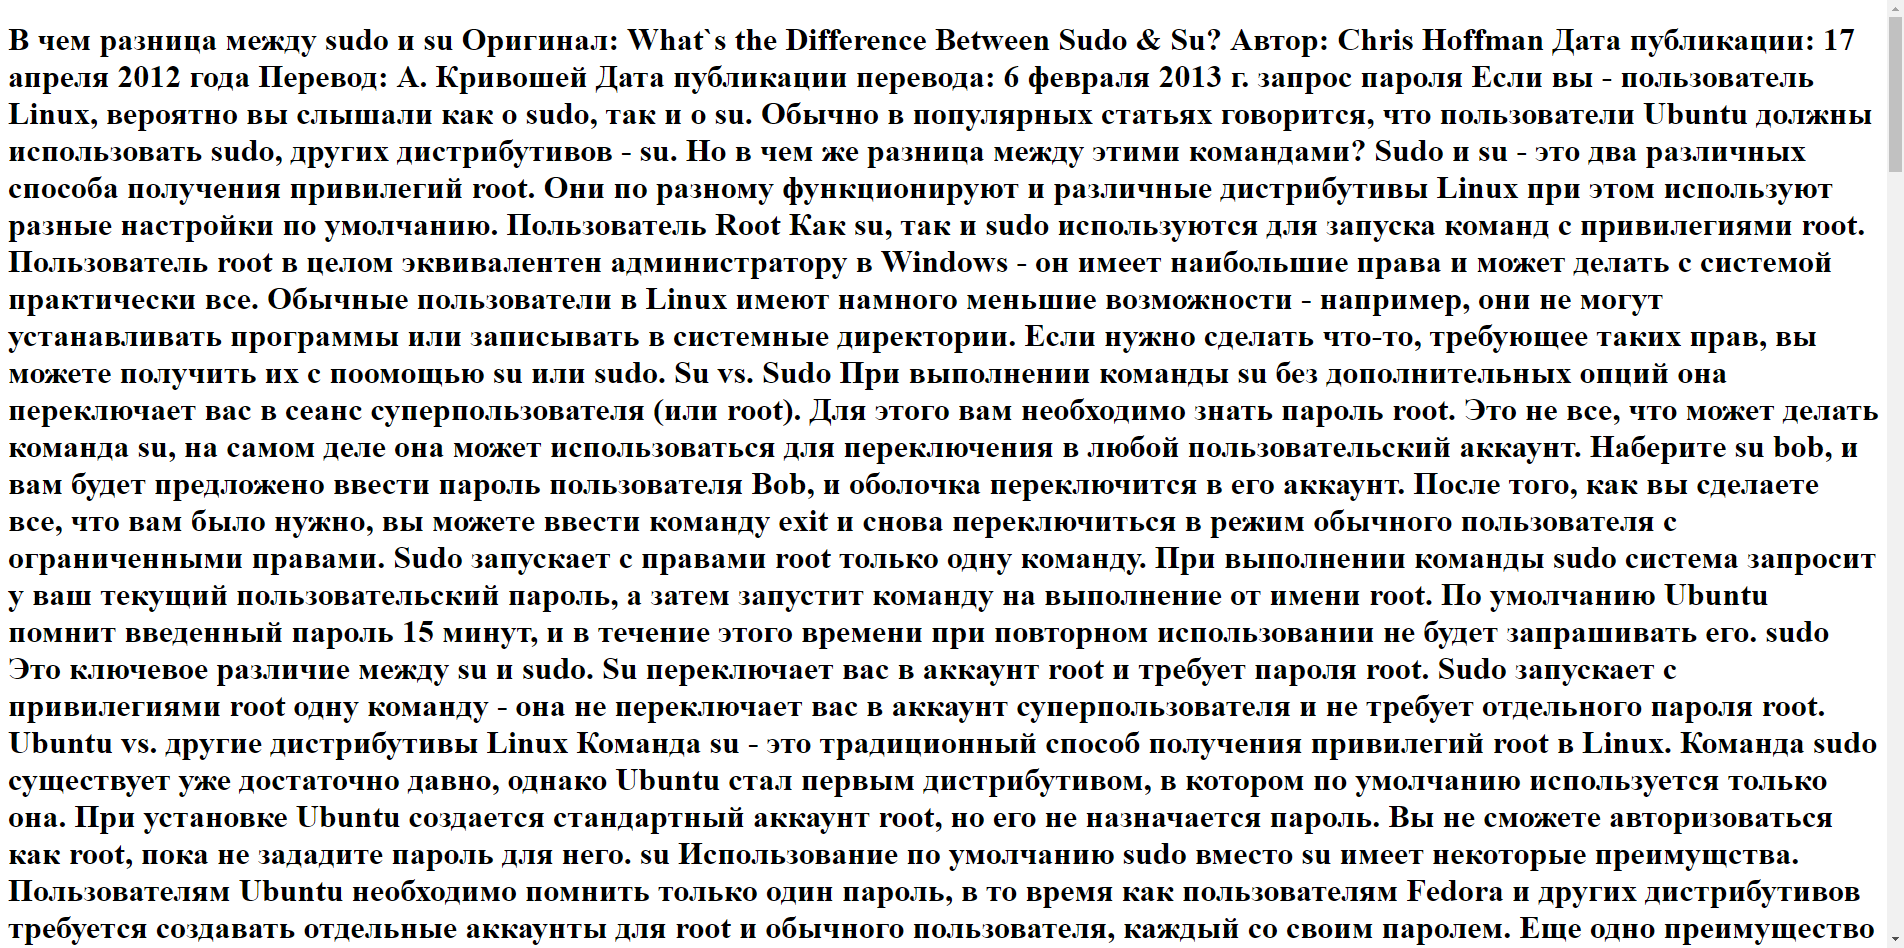 В чем разница между sudo и su Оригинал: What`s the Difference Between Sudo & Su? Автор: Chris Hoffman Дата публикации: 17
апреля 2012 года Перевод: А. Кривошей Дата публикации перевода: 6 февраля 2013 г. запрос пароля Если вы - пользователь
Linux, вероятно вы слышали как о sudo, так и о su. Обычно в популярных статьях говорится, что пользователи Ubuntu должны
использовать sudo, других дистрибутивов - su. Но в чем же разница между этими командами? Sudo и su - это два различных
способа получения привилегий root. Они по разному функционируют и различные дистрибутивы Linux при этом используют
разные настройки по умолчанию. Пользователь Root Как su, так и sudo используются для запуска команд с привилегиями root.
Пользователь root в целом эквивалентен администратору в Windows - он имеет наибольшие права и может делать с системой
практически все. Обычные пользователи в Linux имеют намного меньшие возможности - например, они не могут
устанавливать программы или записывать в системные директории. Если нужно сделать что-то, требующее таких прав, вы
можете получить их с поомощью su или sudo. Su vs. Sudo При выполнении команды su без дополнительных опций она
переключает вас в сеанс суперпользователя (или root). Для этого вам необходимо знать пароль root. Это не все, что может делать
команда su, на самом деле она может использоваться для переключения в любой пользовательский аккаунт. Наберите su bob, и
вам будет предложено ввести пароль пользователя Bob, и оболочка переключится в его аккаунт. После того, как вы сделаете
все, что вам было нужно, вы можете ввести команду exit и снова переключиться в режим обычного пользователя с
ограниченными правами. Sudo запускает с правами root только одну команду. При выполнении команды sudo система запросит
у ваш текущий пользовательский пароль, а затем запустит команду на выполнение от имени root. По умолчанию Ubuntu
помнит введенный пароль 15 минут, и в течение этого времени при повторном использовании не будет запрашивать его. sudo
Это ключевое различие между su и sudo. Su переключает вас в аккаунт root и требует пароля root. Sudo запускает с
привилегиями root одну команду - она не переключает вас в аккаунт суперпользователя и не требует отдельного пароля root.
Ubuntu vs. другие дистрибутивы Linux Команда su - это традиционный способ получения привилегий root в Linux. Команда sudo
существует уже достаточно давно, однако Ubuntu стал первым дистрибутивом, в котором по умолчанию используется только
она. При установке Ubuntu создается стандартный аккаунт root, но его не назначается пароль. Вы не сможете авторизоваться
как root, пока не зададите пароль для него. su Использование по умолчанию sudo вместо su имеет некоторые преимущства.
Пользователям Ubuntu необходимо помнить только один пароль, в то время как пользователям Fedora и других дистрибутивов
требуется создавать отдельные аккаунты для root и обычного пользователя, каждый со своим паролем. Еще одно преимущество